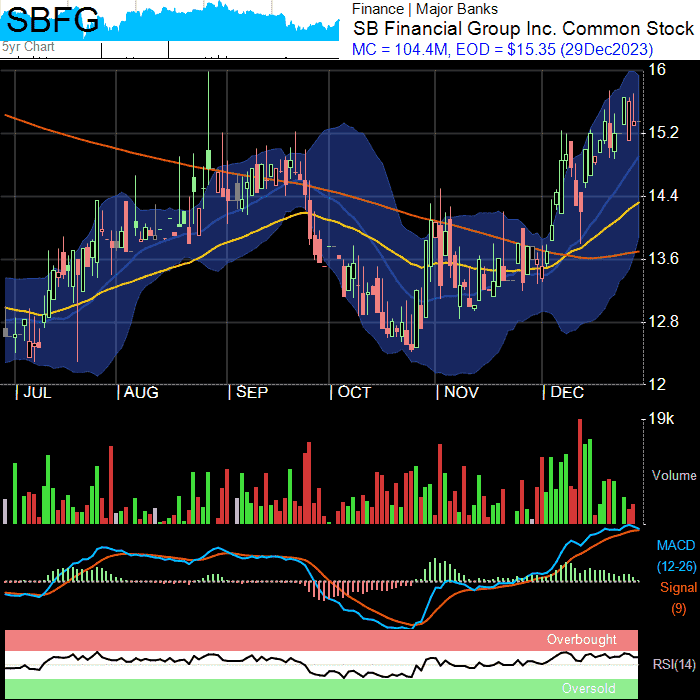 SBFG
5yr Chart
Finance | Major Banks
SB Financial Group Inc. Common Stock
MC = 104.4M, EOD = $15.35 (29Dec2023)
16
15.2
14.4
13.6
12.8
12
| JUL | AUG | SEP | OCT | NOV | DEC
19k
Volume
MACD
(12-26)
Signal
(9)
Overbought
RSI(14)
Oversold